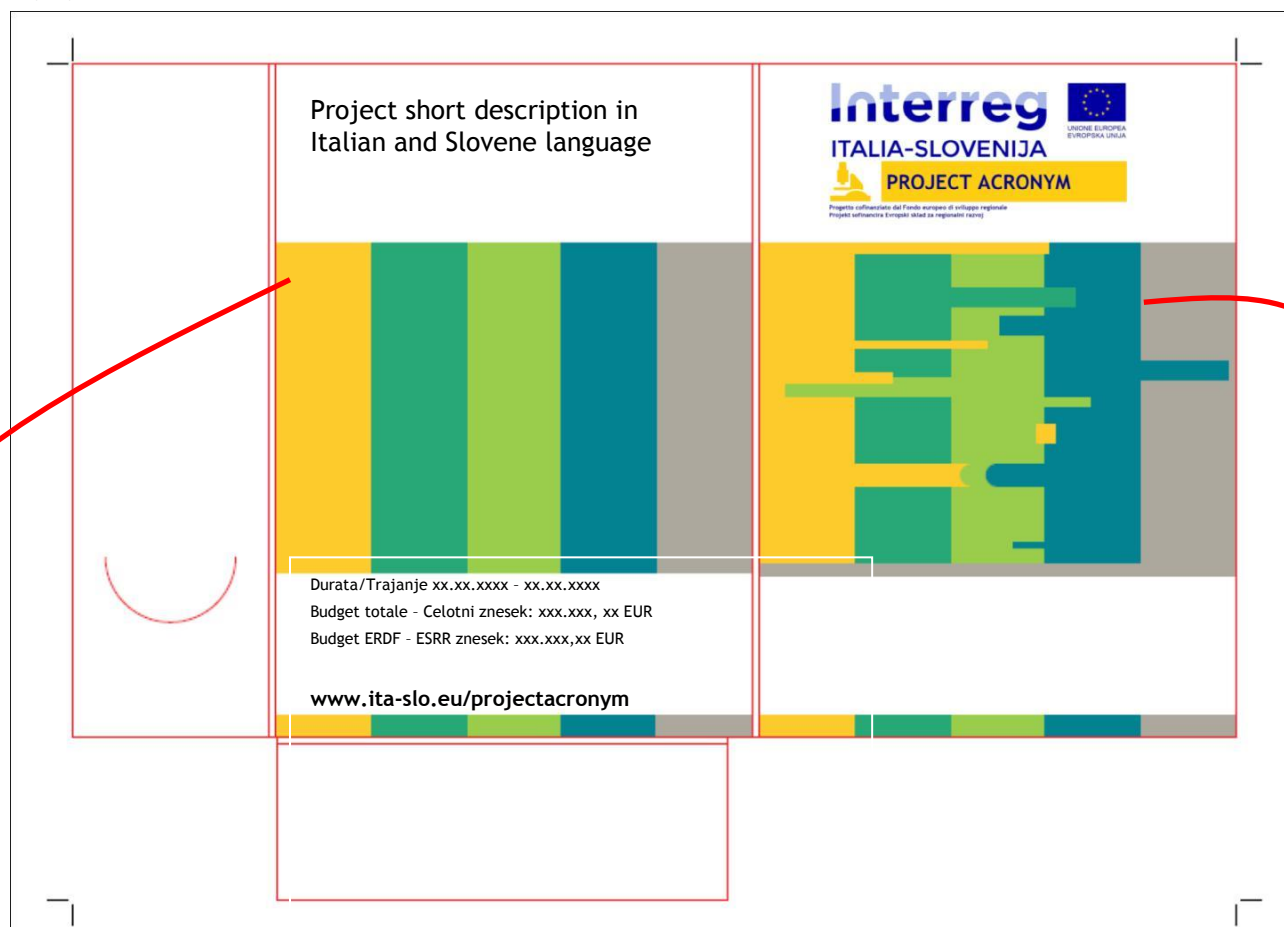 Project short description in
Italian and Slovene language
Durata/Trajanje xx.xx.xxxx – xx.xx.xxxx
Budget totale – Celotni znesek: xxx.xxx, xx EUR
Budget ERDF – ESRR znesek: xxx.xxx,xx EUR
www.ita-slo.eu/projectacronym
Interreg
UNIONE EUROPEA
EVROPSKA UNIJA
ITALIA-SLOVENIJA
PROJECT ACRONYM
Progetto cofinanziato dal Fondo europeo di sviluppo regionale
Projekt sofinancira Evropski sklad za regionalni razvoj